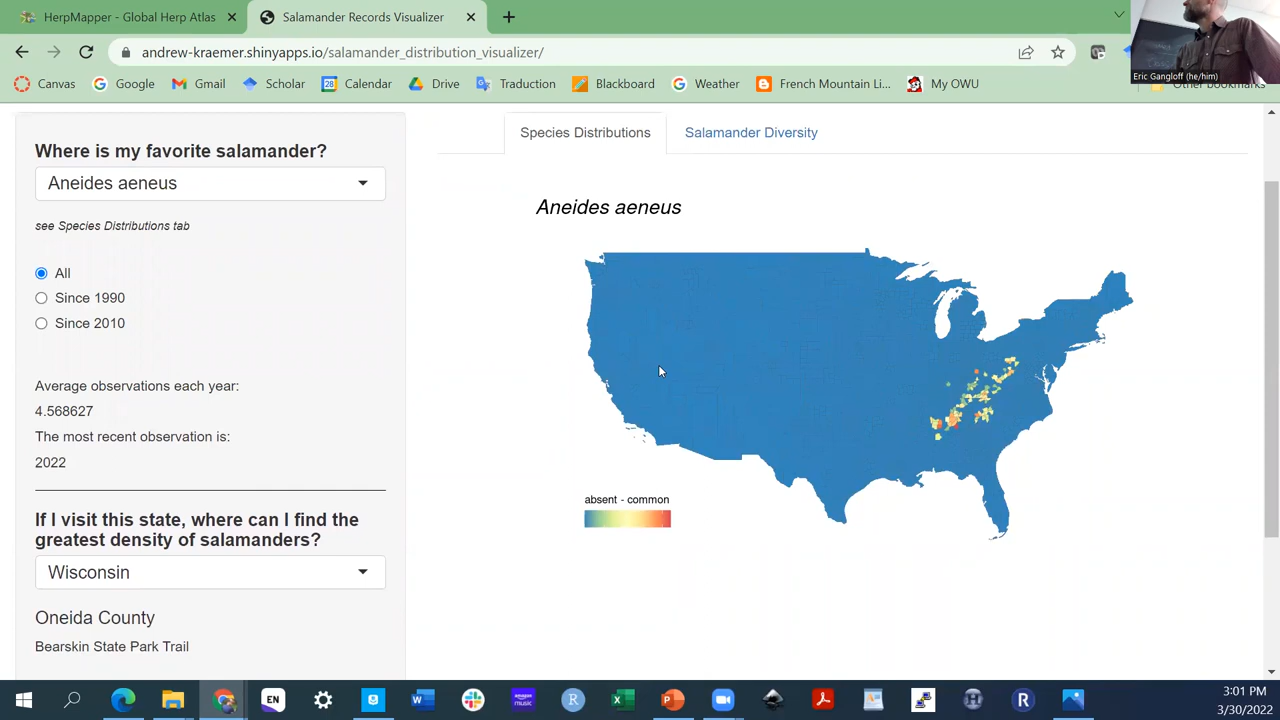 HerpMapper - Global Herp Atlas
Salamander Records Visualizer
andrew-kraemer.shinyapps.io/salamander_distribution_visualizer/
Eric Gangloff (he/him)
Canvas
Google
Gmail
Scholar
28 Calendar
Drive
Traduction
Blackboard
Weather
French Mountain Li...
My OWU
Other bookmarks
Where is my favorite salamander?
Species Distributions
Salamander Diversity
Aneides aeneus
see Species Distributions tab
Aneides aeneus
All
Since 1990
Since 2010
Average observations each year:
4.568627
The most recent observation is:
2022
absent - common
If I visit this state, where can I find the
greatest density of salamanders?
Wisconsin
Oneida County
Bearskin State Park Trail
EN
R
R
3:01 PM
3/30/2022